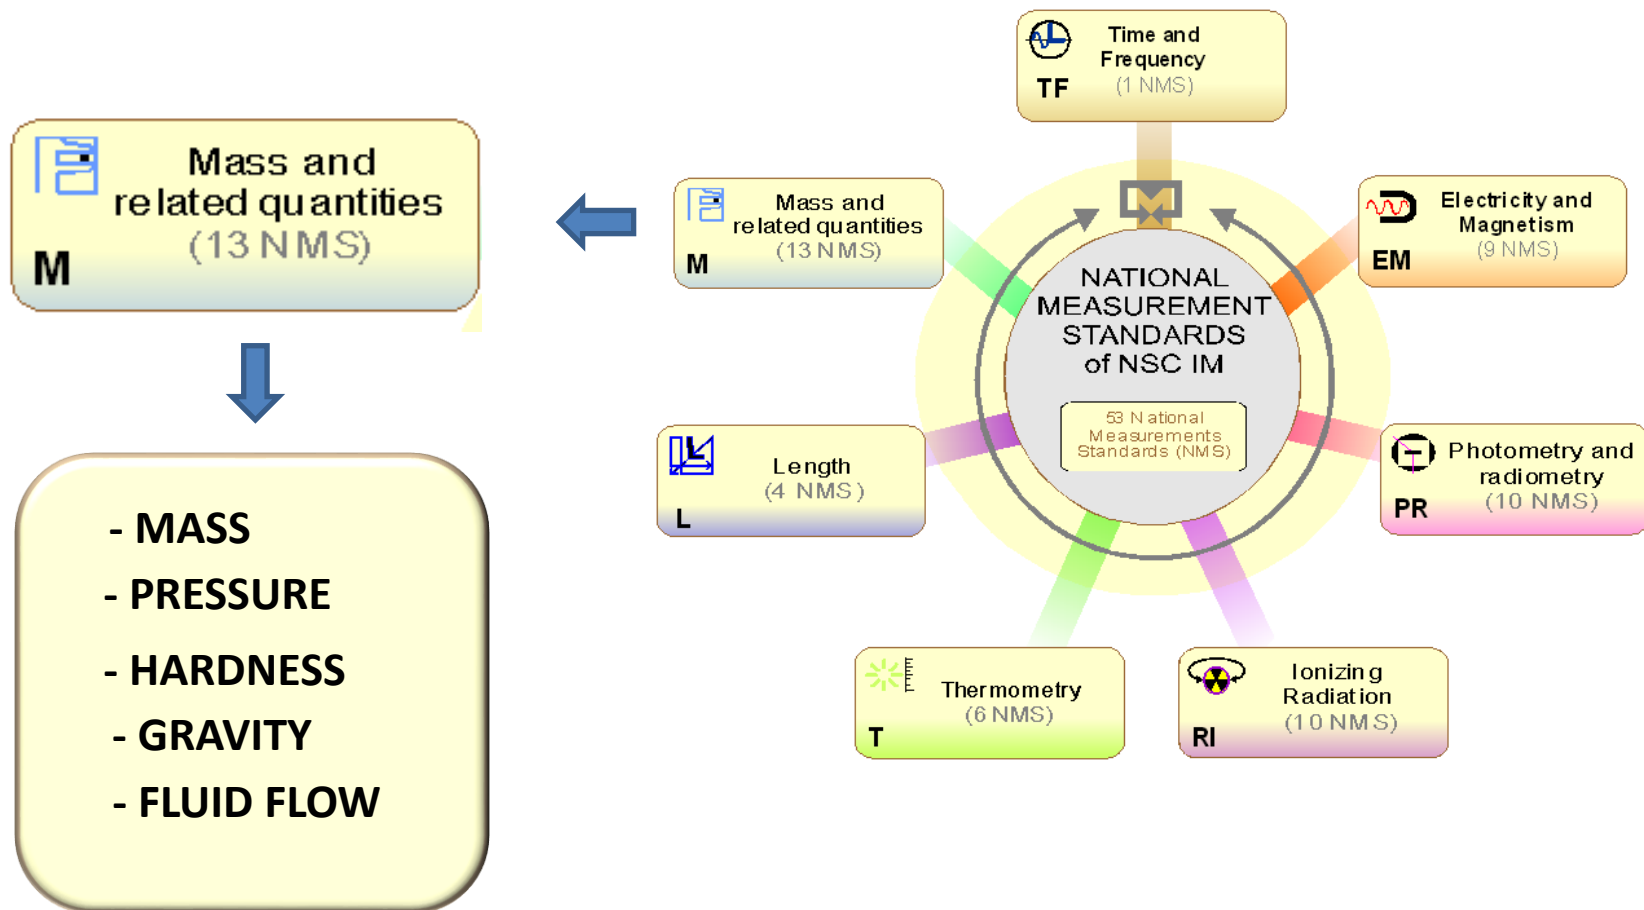 Mass and
related quantities
(13 NMS)
M
- MASS
- PRESSURE
- HARDNESS
- GRAVITY
- FLUID FLOW
Time and
Frequency
(1 NMS)
TF
Mass and
related quantities
(13 NMS)
M
Electricity and
Magnetism
(9 NMS)
EM
NATIONAL
MEASUREMENT
STANDARDS
of NSC IM
53 National
Measurements
Standards (NMS)
L
Length
(4 NMS)
L
Photometry and
radiometry
(10 NMS)
PR
Thermometry
(6 NMS)
T
Ionizing
Radiation
(10 NMS)
RI